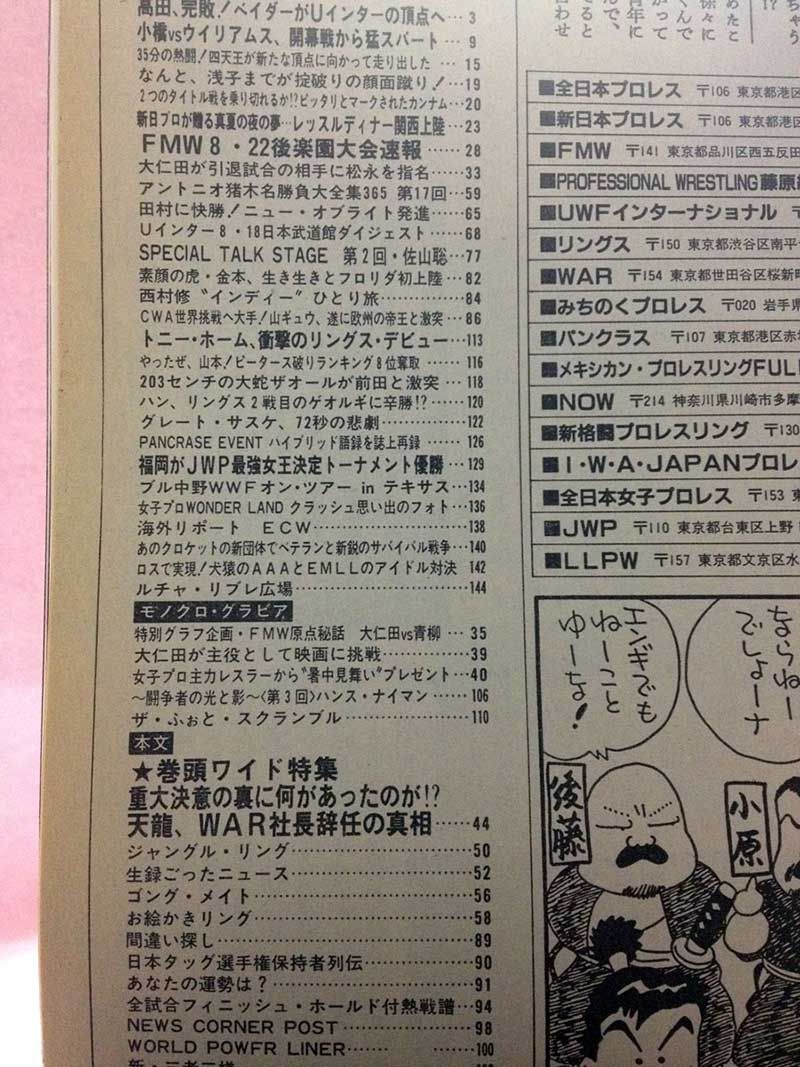 高田、完敗！ベイダーがUインターの頂点へ… 3
小橋vsウイリアムス、開幕戦から猛スパート… 9
35分の熱闘！四天王が新たな頂点に向かって走り出した… 15
なんと、浅子までが掟破りの顔面蹴り！…19
2つのタイトル戦を乗り切れるか!?ピッタリとマークされたカンナム…20
新日プロが贈る真夏の夜の夢…レッスルディナー関西上陸…23
FMW8・22後楽園大会速報… 28
大仁田が引退試合の相手に松永を指名…33
アントニオ猪木名勝負大全集365 第17回…59
田村に快勝！ニュー・オブライト発進…65
Uインター8・18日本武道館ダイジェスト…68
SPECIAL TALK STAGE 第2回・佐山聡…77
素顔の虎・金本、生き生きとフロリダ初上陸…82
西村修〝インディー〟ひとり旅…84
CWA世界挑戦へ大手！山ギュウ、遂に欧州の帝王と激突…86
トニー・ホーム、衝撃のリングス・デビュー…113
やったぜ、山本！ピータース破りランキング8位奪取… 116
203センチの大蛇ザオールが前田と激突… 118
ハン、リングス2戦目のゲオルギに辛勝!?… 120
グレート・サスケ、72秒の悲劇…122
PANCRASE EVENT ハイブリッド語録を誌上再録… 126
福岡がJWP最強女王決定トーナメント優勝…129
ブル中野WWFオン・ツアー in テキサス…134
女子プロWONDER LAND クラッシュ思い出のフォト…136
海外リポート ECW…138
あのクロケットの新団体でベテランと新鋭のサバイバル戦争…140
ロスで実現！犬猿のAAAとEMLLのアイドル対決 142
ルチャ・リブレ広場…144
モノクロ・グラビア
特別グラフ企画・FMW原点秘話 大仁田vs青柳… 35
大仁田が主役として映画に挑戦…39
女子プロ主力レスラーから〝暑中見舞い〟プレゼント…40
～闘争者の光と影～〈第3回〉ハンス・ナイマン…106
ザ・ふぉと・スクランブル…110
本文
★巻頭ワイド特集
重大決意の裏に何があったのが!?
天龍、WAR社長辞任の真相…44
ジャングル・リング…50
生録ごったニュース…52
ゴング・メイト…56
お絵かきリング…58
間違い探し…89
日本タッグ選手権保持者列伝…90
あなたの運勢は？…91
全試合フィニッシュ・ホールド付熱戦譜…94
NEWS CORNER POST…98
WORLD POWER LINER… …100
■全日本プロレス 〒106 東京都港区
■新日本プロレス 〒106 東京都港区
■FMW 〒141 東京都品川区西五反田
■PROFESSIONAL WRESTLING藤原組
■UWFインターナショナル 〒
■リングス 〒150 東京都渋谷区南平
■WAR 〒154 東京都世田谷区桜新町
■みちのくプロレス 〒020 岩手県
■パンクラス 〒107 東京都港区赤坂
■メキシカン・プロレスリングFULL
■NOW 〒214 神奈川県川崎市多摩
■新格闘プロレスリング 〒130
■I・W・A・JAPANプロレ
■全日本女子プロレス 〒153 東
■JWP 〒110 東京都台東区上野
■LLPW 〒157 東京都文京区水
ならねー
でしょーナ
エンギでも
ねーこと
ゆーな！
小原
後藤